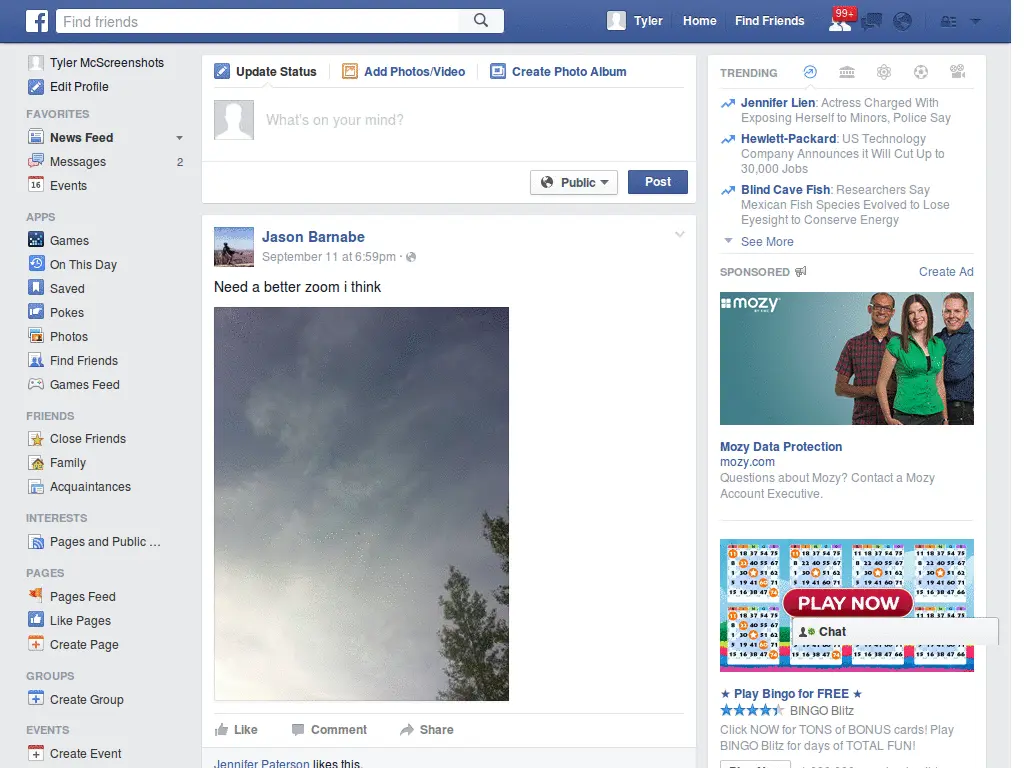 Find friends
Tyler
Home
Find Friends
99+
Tyler McScreenshots
Edit Profile
FAVORITES
News Feed
Messages
2
16
Events
APPS
Games
On This Day
Saved
Pokes
Photos
Find Friends
Games Feed
FRIENDS
Close Friends
Family
Acquaintances
INTERESTS
Pages and Public ...
PAGES
Pages Feed
Like Pages
Create Page
GROUPS
Create Group
EVENTS
Create Event
Update Status
Add Photos/Video
Create Photo Album
What's on your mind?
Public
Post
Jason Barnabe
September 11 at 6:59pm ·
Need a better zoom i think
Like
Comment
Share
Jennifer Paterson likes this.
TRENDING
Jennifer Lien: Actress Charged With
Exposing Herself to Minors, Police Say
Hewlett-Packard: US Technology
Company Announces it Will Cut Up to
30,000 Jobs
Blind Cave Fish: Researchers Say
Mexican Fish Species Evolved to Lose
Eyesight to Conserve Energy
See More
SPONSORED
Create Ad
mozy
BY EMC
Mozy Data Protection
mozy.com
Questions about Mozy? Contact a Mozy
Account Executive.
PLAY NOW
Chat
★ Play Bingo for FREE ★
BINGO Blitz
Click NOW for TONS of BONUS cards! Play
BINGO Blitz for days of TOTAL FUN!